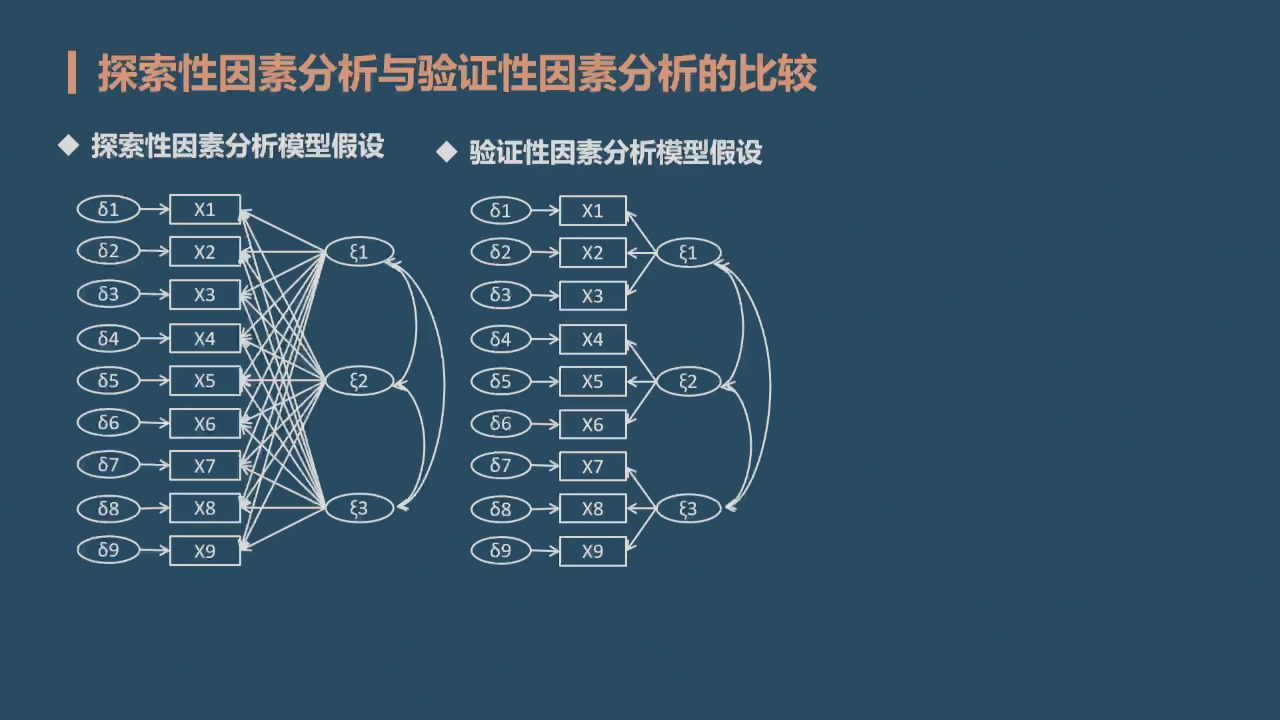 探索性因素分析与验证性因素分析的比较
探索性因素分析模型假设
δ1 X1
δ2 X2 ξ1
δ3 X3
δ4 X4
δ5 X5 ξ2
δ6 X6
δ7 X7
δ8 X8 ξ3
δ9 X9
验证性因素分析模型假设
δ1 X1
δ2 X2 ξ1
δ3 X3
δ4 X4
δ5 X5 ξ2
δ6 X6
δ7 X7
δ8 X8 ξ3
δ9 X9